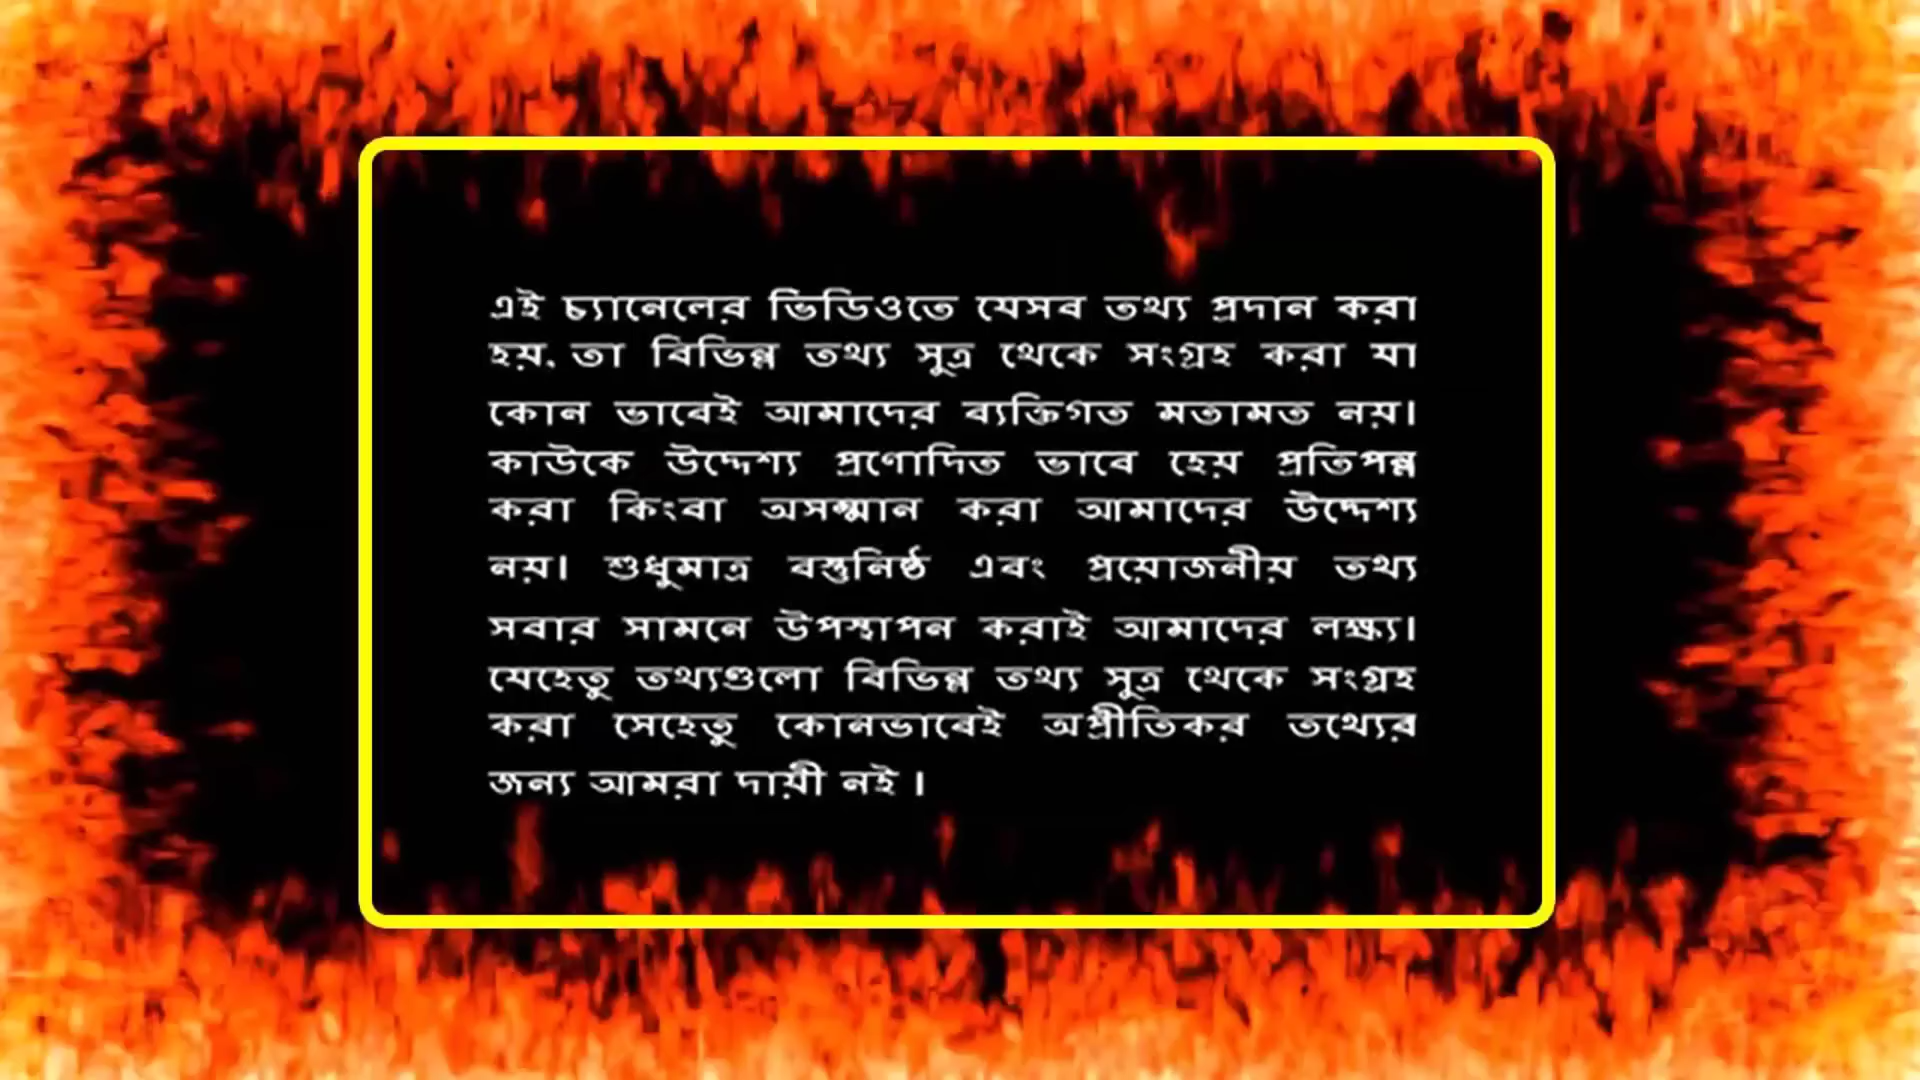 এই চ্যানেলের ভিডিওতে যেসব তথ্য প্রদান করা
হয়, তা বিভিন্ন তথ্য সুত্র থেকে সংগ্রহ করা যা
কোন ভাবেই আমাদের ব্যক্তিগত মতামত নয়।
কাউকে উদ্দেশ্য প্রণোদিত ভাবে হেয় প্রতিপন্ন
করা কিংবা অসম্মান করা আমাদের উদ্দেশ্য
নয়। শুধুমাত্র বস্তুনিষ্ঠ এবং প্রয়োজনীয় তথ্য
সবার সামনে উপস্থাপন করাই আমাদের লক্ষ্য।
যেহেতু তথ্যগুলো বিভিন্ন তথ্য সুত্র থেকে সংগ্রহ
করা সেহেতু কোনভাবেই অপ্রীতিকর তথ্যের
জন্য আমরা দায়ী নই ।